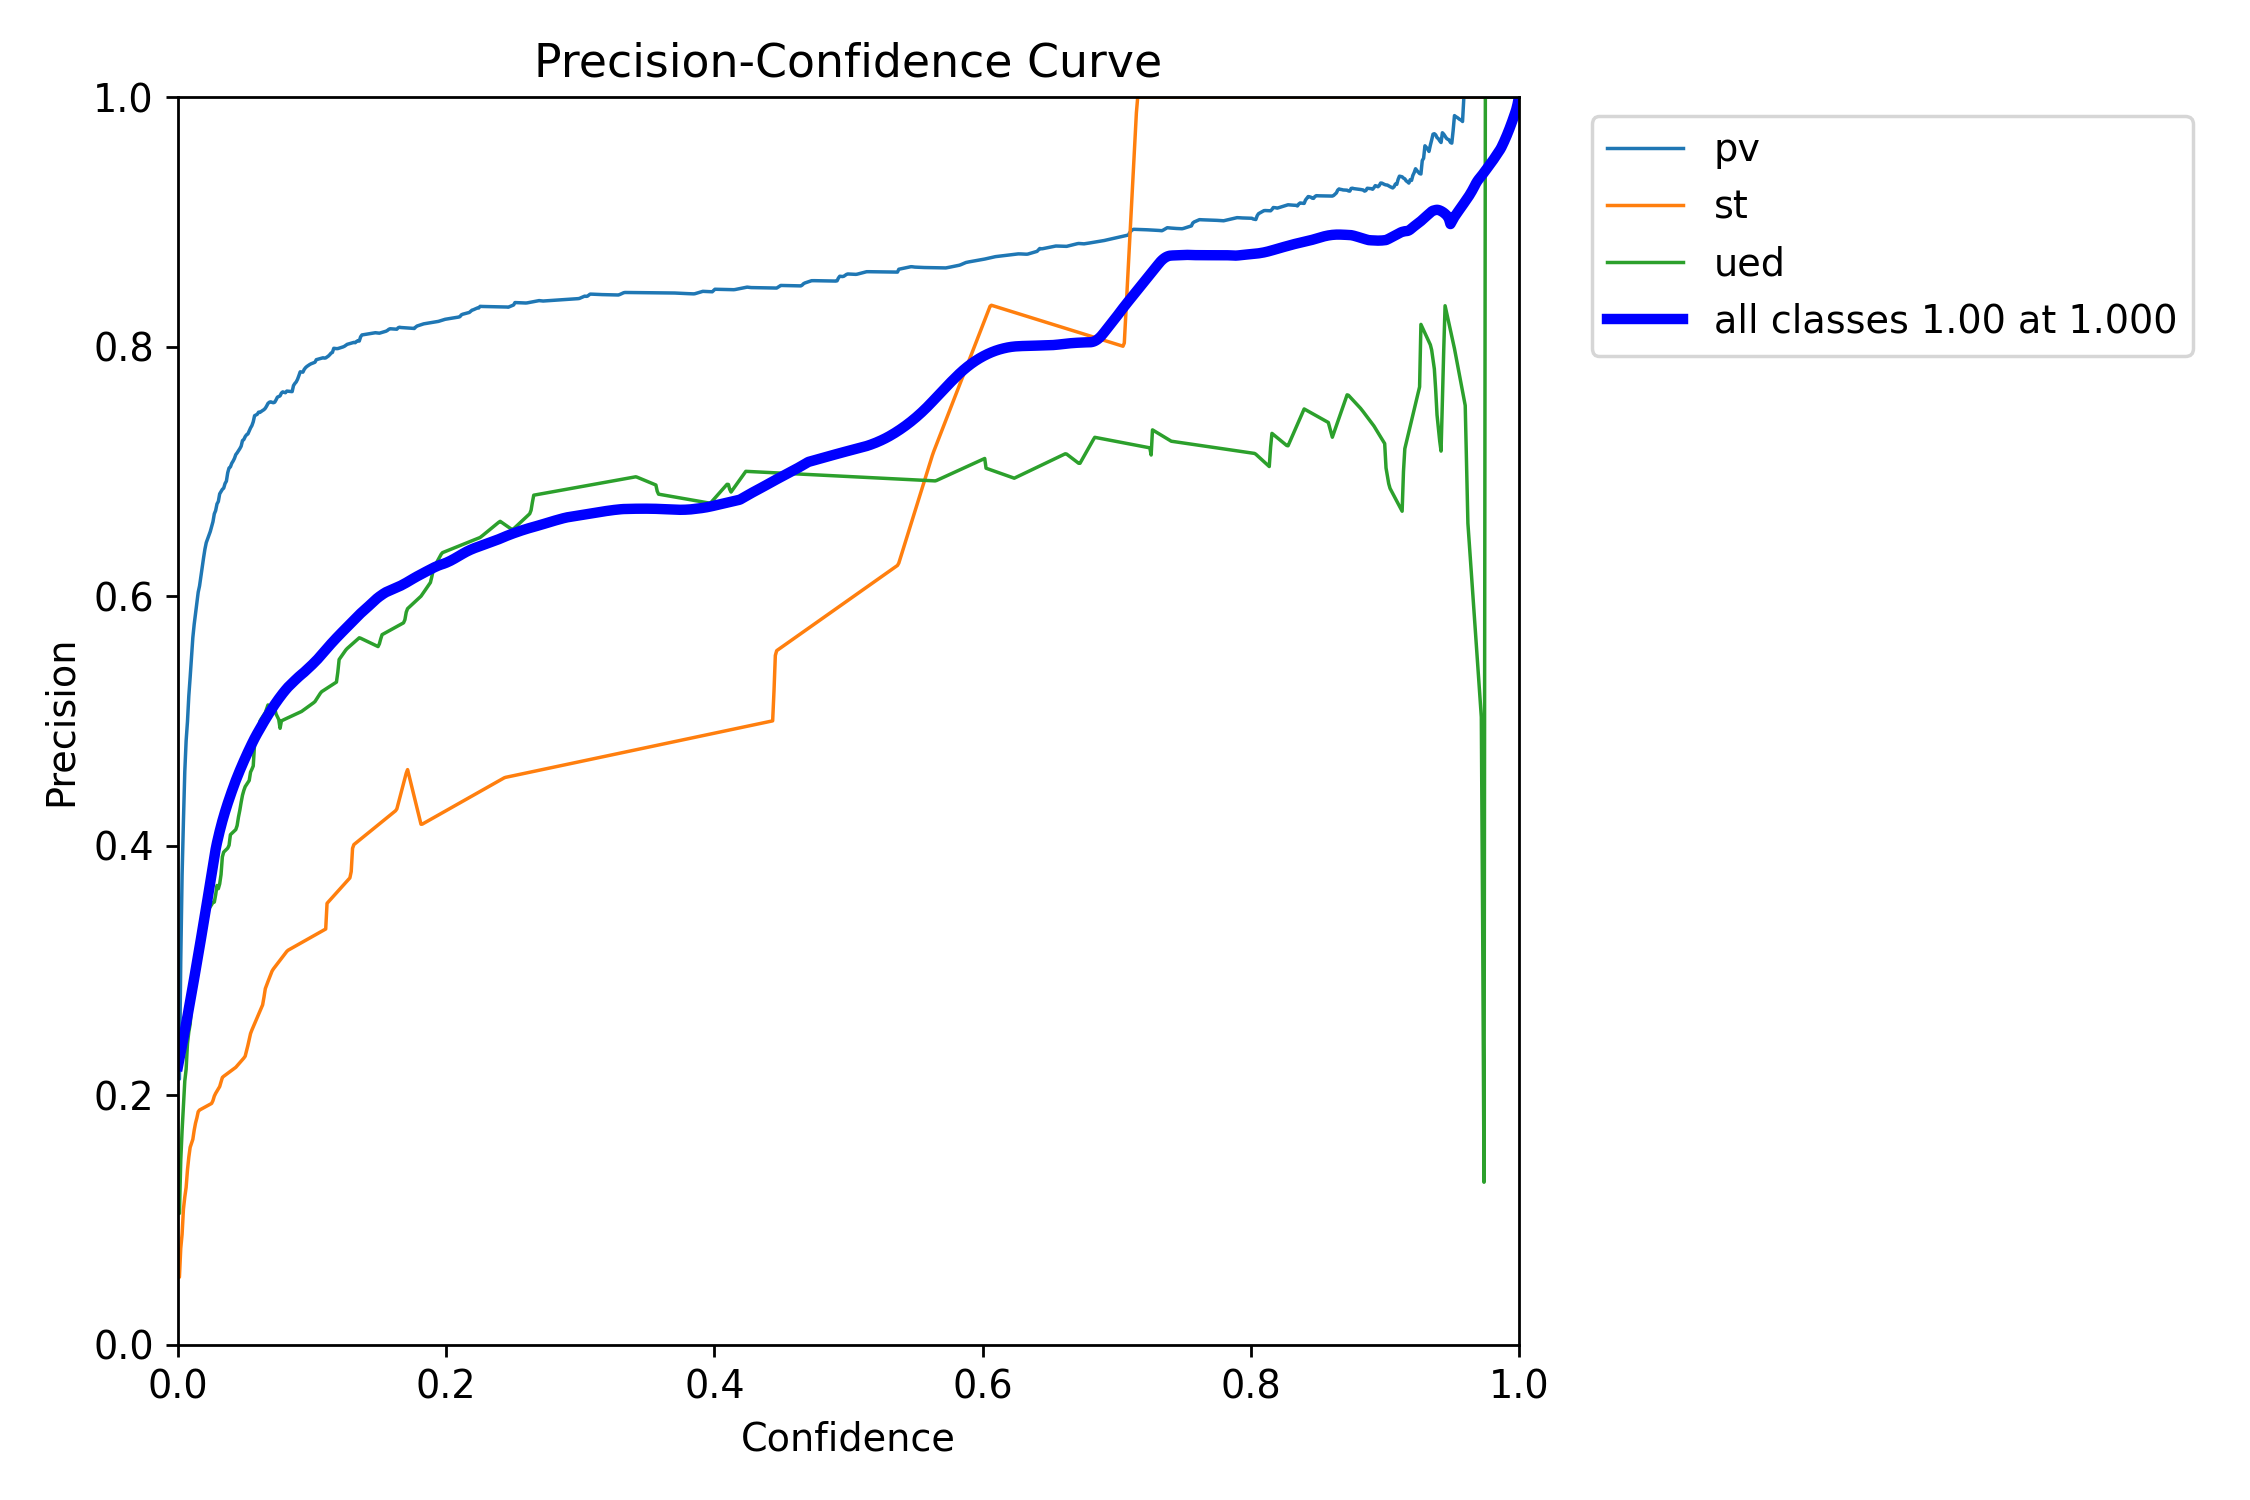 Precision-Confidence Curve
1.0
0.8
0.6
0.4
0.2
0.0
Precision
0.0 0.2 0.4 0.6 0.8 1.0
Confidence
pv
st
ued
all classes 1.00 at 1.000